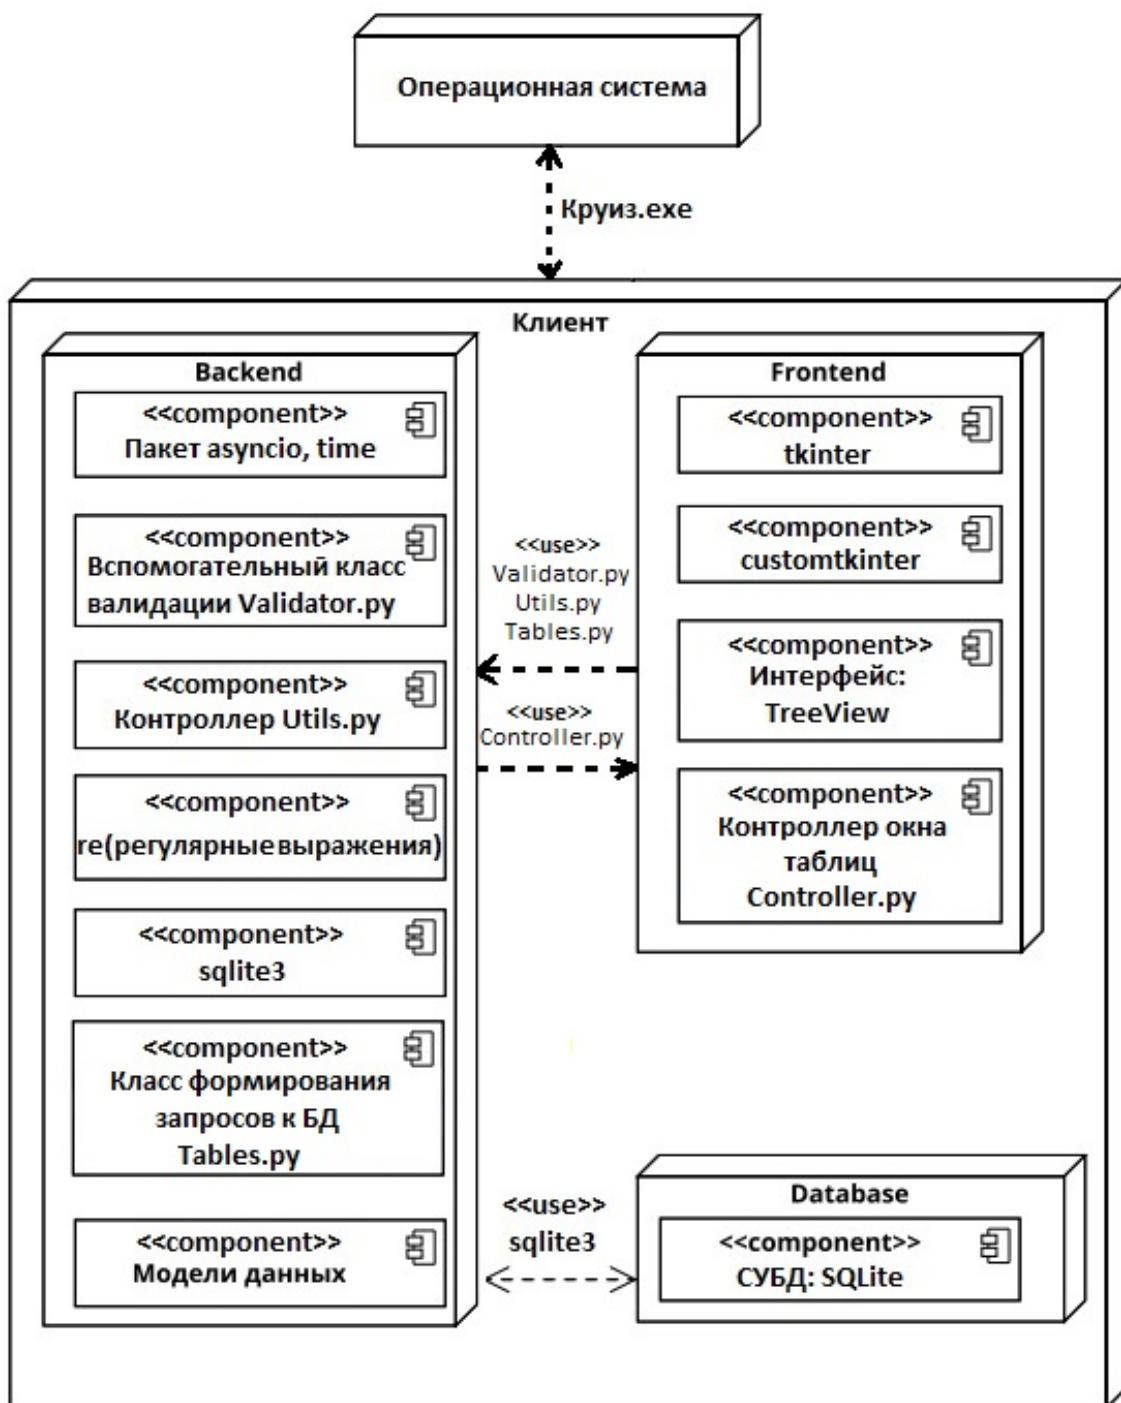 Операционная система
Круиз.exe
Клиент
Backend
<<component>>
Пакет asyncio, time
<<component>>
Вспомогательный класс
валидации Validator.py
<<component>>
Контроллер Utils.py
<<component>>
re(регулярные выражения)
<<component>>
sqlite3
<<component>>
Класс формирования
запросов к БД
Tables.py
<<component>>
Модели данных
<<use>>
Validator.py
Utils.py
Tables.py
<<use>>
Controller.py
Frontend
<<component>>
tkinter
<<component>>
customtkinter
<<component>>
Интерфейс:
TreeView
<<component>>
Контроллер окна
таблиц
Controller.py
<<use>>
sqlite3
Database
<<component>>
СУБД: SQLite